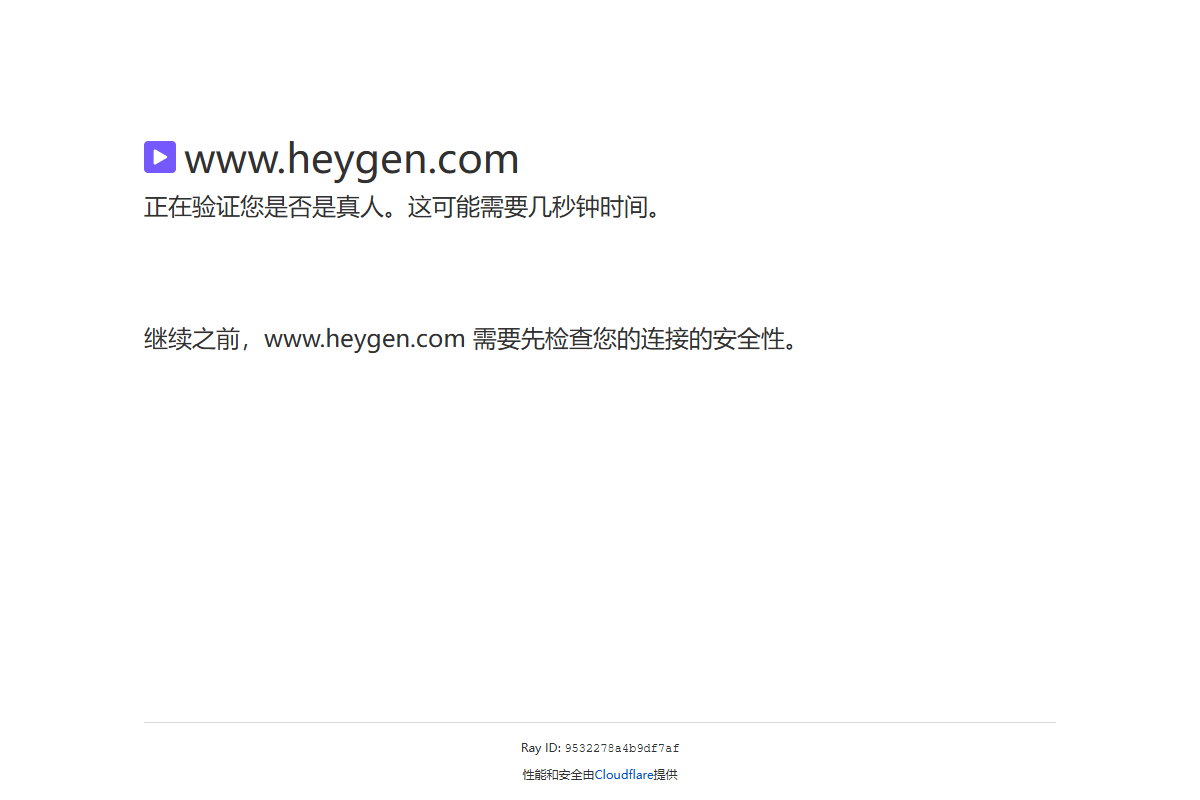 www.heygen.com
正在验证您是否是真人。这可能需要几秒钟时间。
继续之前，www.heygen.com 需要先检查您的连接的安全性。
Ray ID: 9532278a4b9df7af
性能和安全由Cloudflare提供